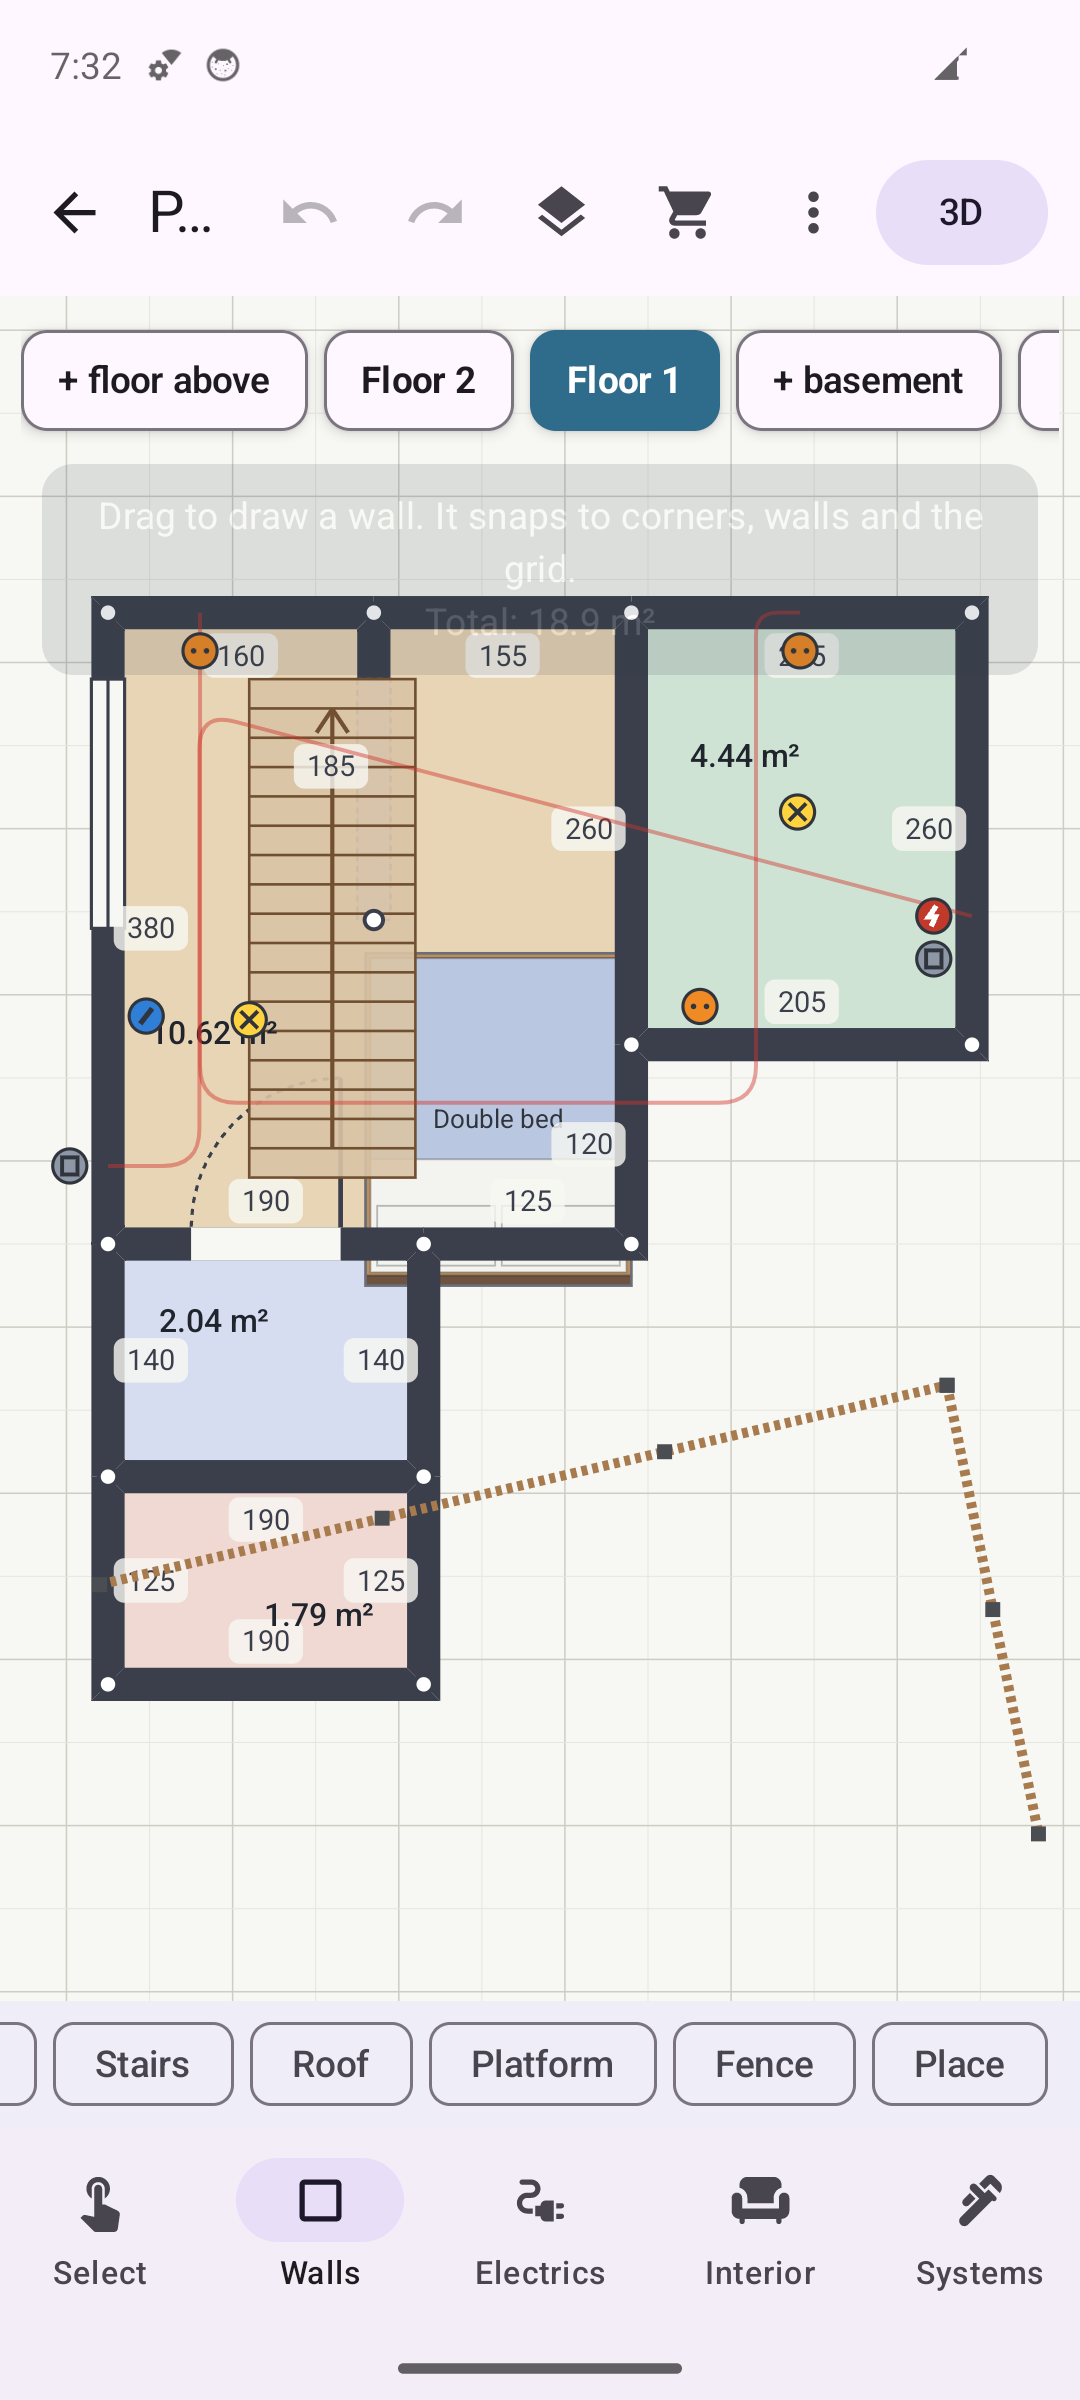 7:32
P...
3D
+ floor above
Floor 2
Floor 1
+ basement
Drag to draw a wall. It snaps to corners, walls and the
grid.
Total: 18.9 m²
160
155
4.44 m²
185
260
260
380
205
10.62 m²
Double bed
120
190
125
2.04 m²
140
140
190
125
125
1.79 m²
190
Stairs
Roof
Platform
Fence
Place
Select
Walls
Electrics
Interior
Systems